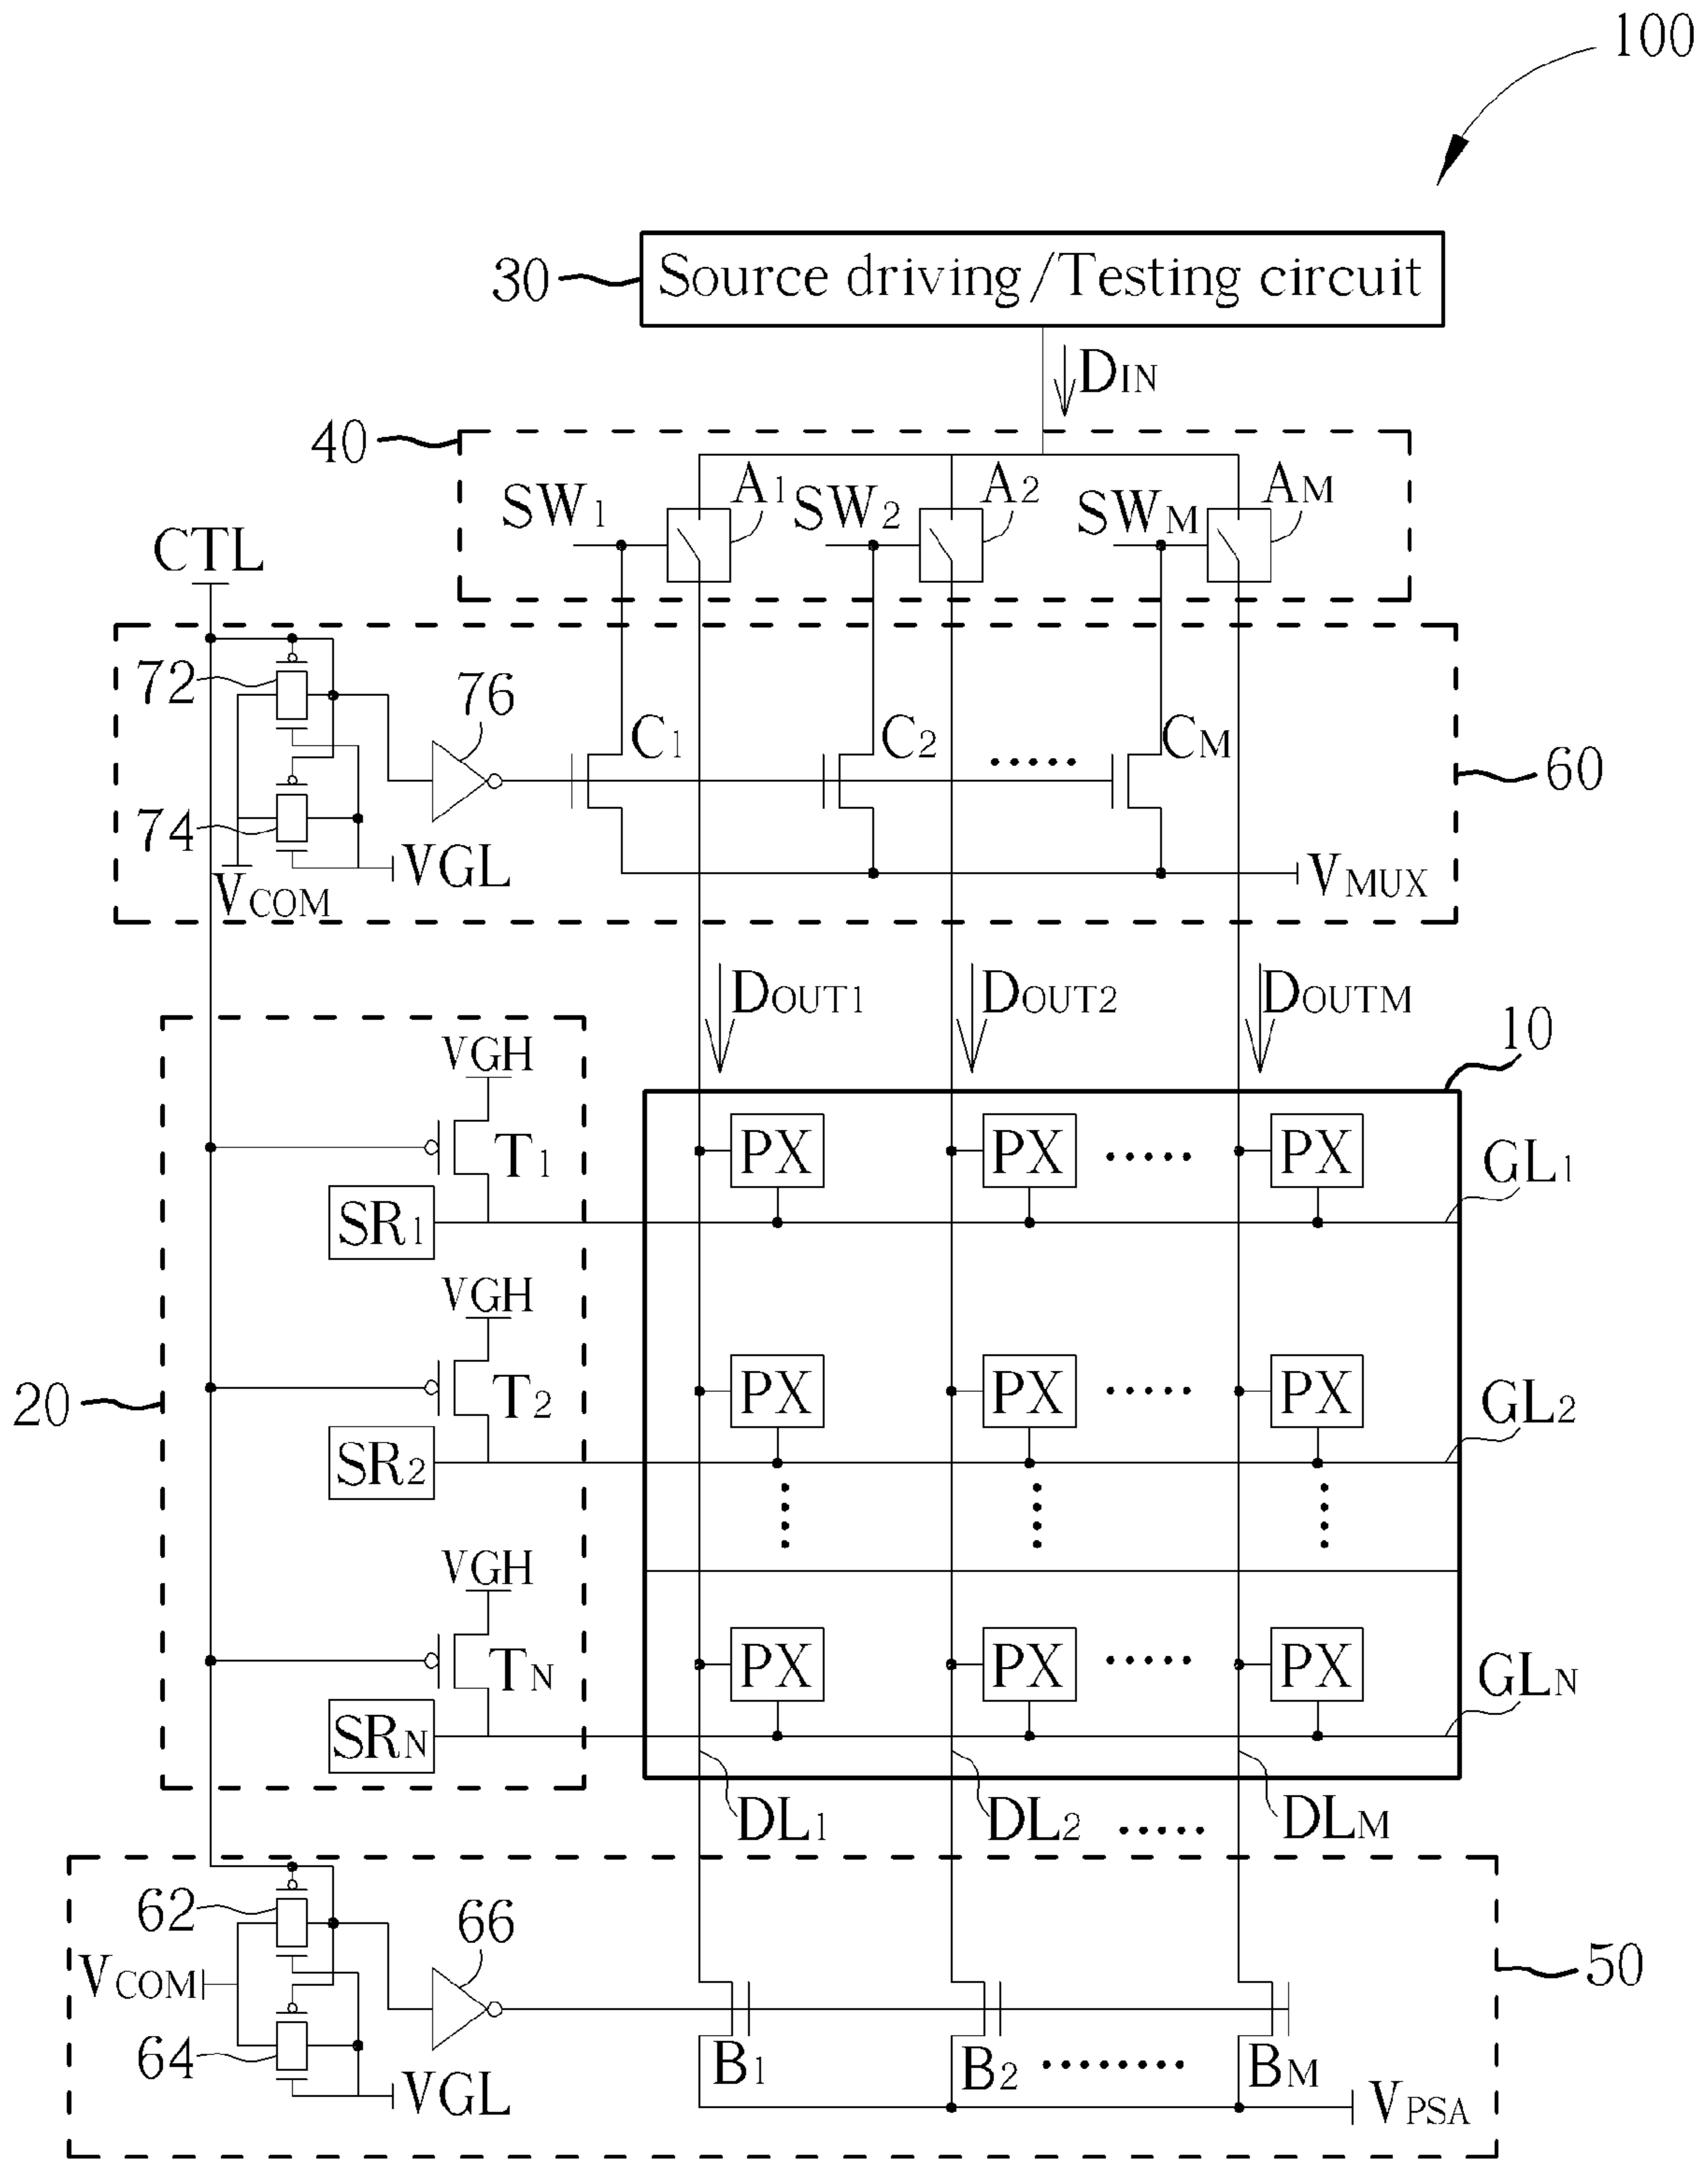 100
30
Source driving/Testing circuit
DIN
40
SW1
A1
SW2
A2
SWM
AM
CTL
72
76
C1
C2
.....
CM
60
74
VGL
VCOM
VMUX
DOUT1
DOUT2
DOUTM
10
VGH
T1
PX
PX
.....
PX
GL1
SR1
VGH
20
T2
PX
PX
.....
PX
GL2
SR2
VGH
TN
PX
PX
.....
PX
GLN
SRN
DL1
DL2
.....
DLM
62
66
VCOM
50
64
B1
B2
........
BM
VGL
VPSA